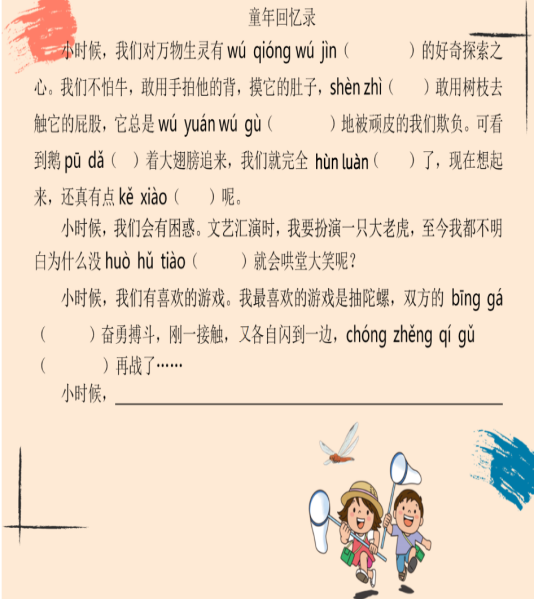 童年回忆录
小时候，我们对万物生灵有 wú qióng wú jìn（ ）的好奇探索之
心。我们不怕牛，敢用手拍他的背，摸它的肚子，shèn zhì（ ）敢用树枝去
触它的屁股，它总是 wú yuán wú gù（ ）地被顽皮的我们欺负。可看
到鹅 pū dǎ（ ）着大翅膀追来，我们就完全 hùn luàn（ ）了，现在想起
来，还真有点 kě xiào（ ）呢。
小时候，我们会有困惑。文艺汇演时，我要扮演一只大老虎，至今我都不明
白为什么没 huò hǔ tiào（ ）就会哄堂大笑呢？
小时候，我们有喜欢的游戏。我最喜欢的游戏是抽陀螺，双方的 bīng gá
（ ）奋勇搏斗，刚一接触，又各自闪到一边，chóng zhěng qí gǔ
（ ）再战了……
小时候，